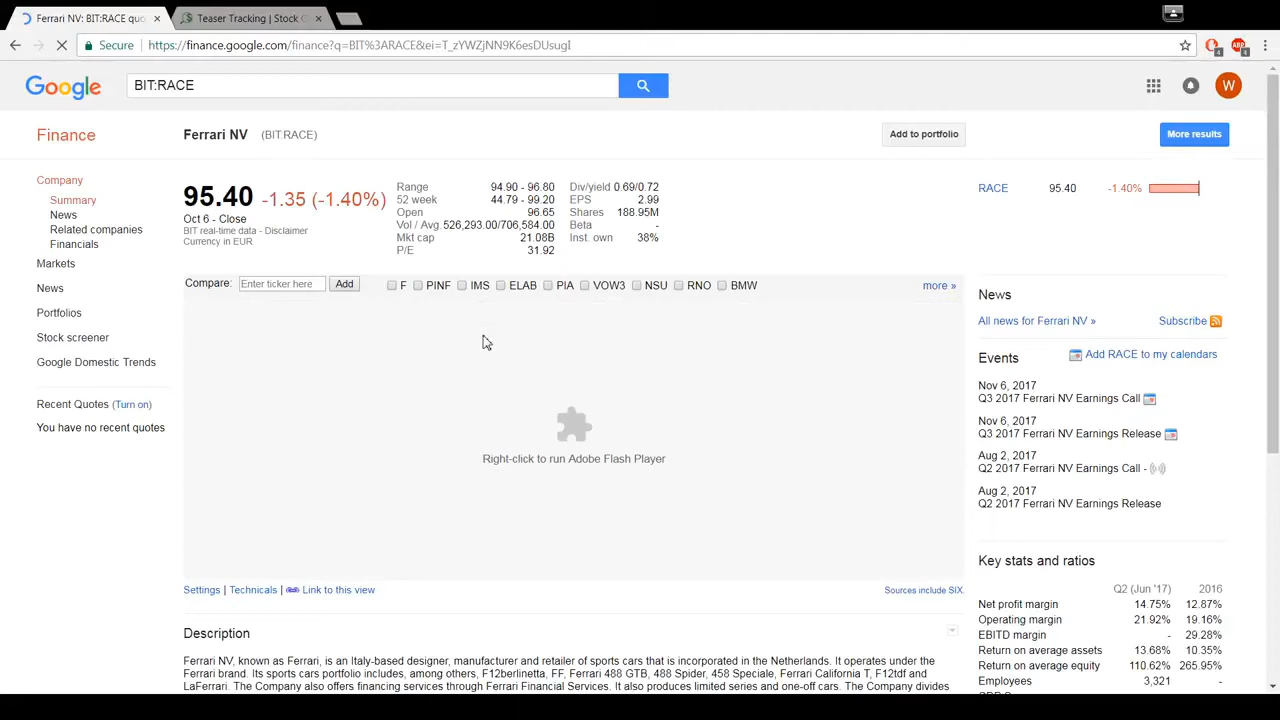 Ferrari NV: BIT:RACE quo
Teaser Tracking | Stock G
Secure
https://finance.google.com/finance?q=BIT%3ARACE&ei=T_zYWZjNN9K6esDUsugI
Google
BIT:RACE
W
Finance
Ferrari NV (BIT:RACE)
Add to portfolio
More results
Company
Summary
News
Related companies
Financials
Markets
News
Portfolios
Stock screener
Google Domestic Trends
Recent Quotes (Turn on)
You have no recent quotes
95.40 -1.35 (-1.40%)
Oct 6 - Close
BIT real-time data - Disclaimer
Currency in EUR
Range 94.90 - 96.80
52 week 44.79 - 99.20
Open 96.65
Vol / Avg. 526,293.00/706,584.00
Mkt cap 21.08B
P/E 31.92
Div/yield 0.69/0.72
EPS 2.99
Shares 188.95M
Beta -
Inst. own 38%
RACE 95.40 -1.40%
Compare: Enter ticker here Add F PINF IMS ELAB PIA VOW3 NSU RNO BMW more »
Right-click to run Adobe Flash Player
Settings | Technicals | Link to this view
Sources include SIX.
Description
Ferrari NV, known as Ferrari, is an Italy-based designer, manufacturer and retailer of sports cars that is incorporated in the Netherlands. It operates under the
Ferrari brand. Its sports cars portfolio includes, among others, F12berlinetta, FF, Ferrari 488 GTB, 488 Spider, 458 Speciale, Ferrari California T, F12tdf and
LaFerrari. The Company also offers financing services through Ferrari Financial Services. It also produces limited series and one-off cars. The Company divides
News
All news for Ferrari NV »
Subscribe
Events
Add RACE to my calendars
Nov 6, 2017
Q3 2017 Ferrari NV Earnings Call
Nov 6, 2017
Q3 2017 Ferrari NV Earnings Release
Aug 2, 2017
Q2 2017 Ferrari NV Earnings Call -
Aug 2, 2017
Q2 2017 Ferrari NV Earnings Release
Key stats and ratios
Q2 (Jun '17) 2016
Net profit margin 14.75% 12.87%
Operating margin 21.92% 19.16%
EBITD margin - 29.28%
Return on average assets 13.68% 10.35%
Return on average equity 110.62% 265.95%
Employees 3,321 -